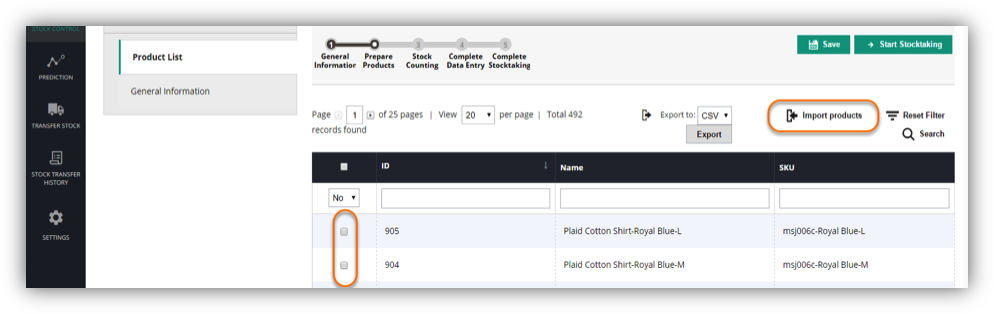 STOCK CONTROL
PREDICTION
TRANSFER STOCK
STOCK TRANSFER
HISTORY
SETTINGS
Product List
General Information
1 2 3 4 5
General Prepare Stock Complete Complete
Information Products Counting Data Entry Stocktaking
Save
Start Stocktaking
Page 1 of 25 pages | View 20 per page | Total 492
records found
Export to: CSV
Export
Import products
Reset Filter
Search
ID Name SKU
No
905 Plaid Cotton Shirt-Royal Blue-L msj006c-Royal Blue-L
904 Plaid Cotton Shirt-Royal Blue-M msj006c-Royal Blue-M